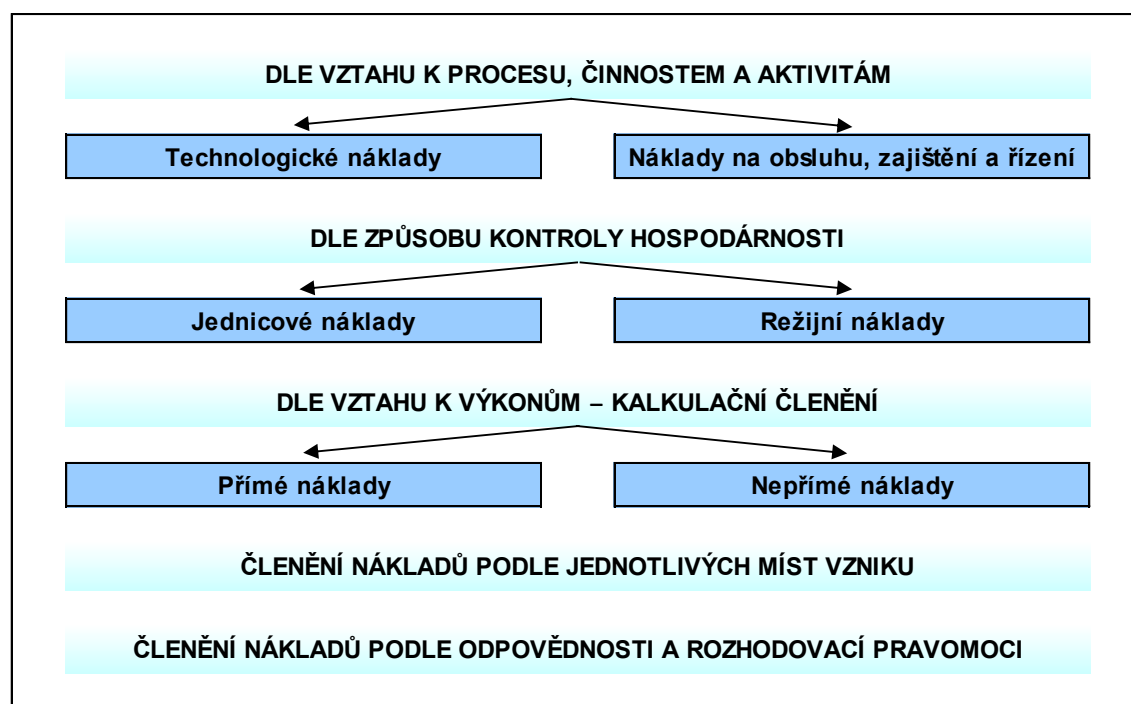 DLE VZTAHU K PROCESU, ČINNOSTEM A AKTIVITÁM
Technologické náklady
Náklady na obsluhu, zajištění a řízení
DLE ZPŮSOBU KONTROLY HOSPODÁRNOSTI
Jednicové náklady
Režijní náklady
DLE VZTAHU K VÝKONŮM – KALKULAČNÍ ČLENĚNÍ
Přímé náklady
Nepřímé náklady
ČLENĚNÍ NÁKLADŮ PODLE JEDNOTLIVÝCH MÍST VZNIKU
ČLENĚNÍ NÁKLADŮ PODLE ODPOVĚDNOSTI A ROZHODOVACÍ PRAVOMOCI